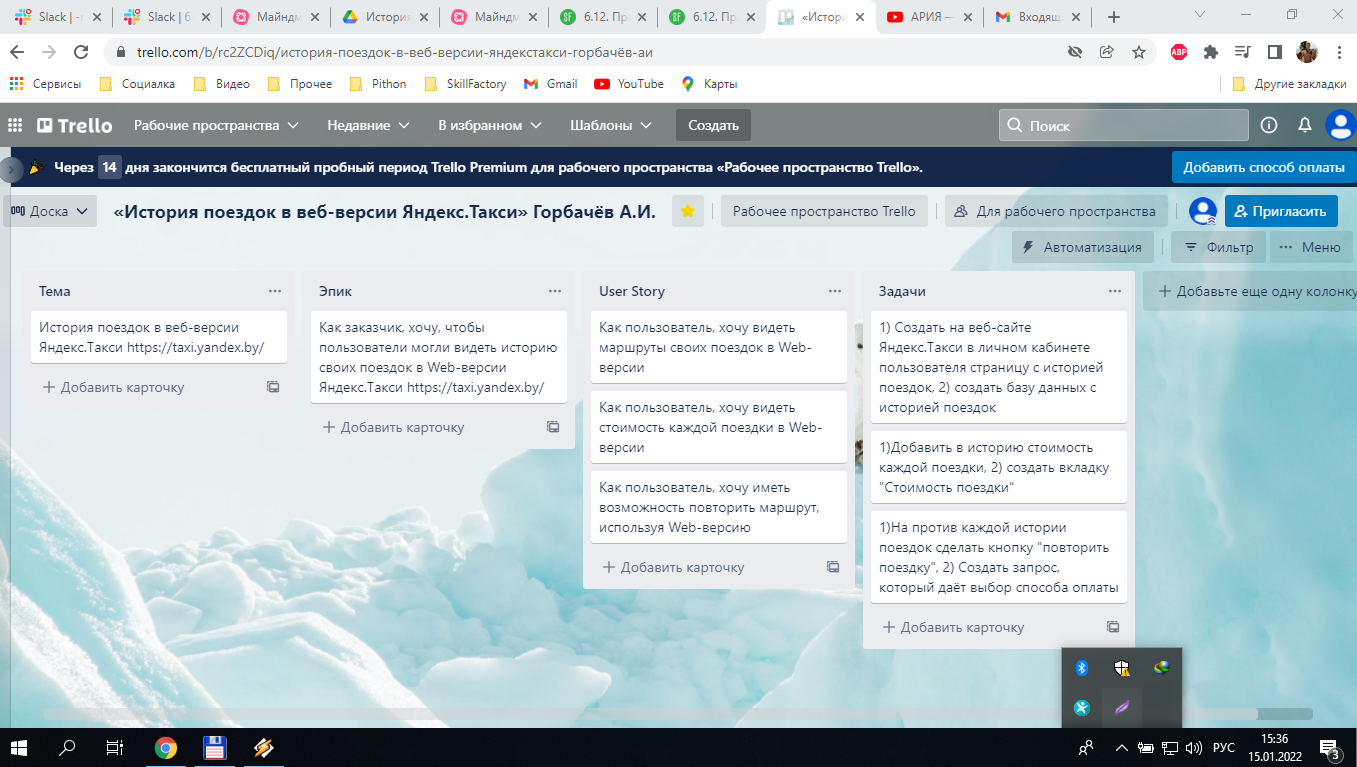 Slack | -
Slack | 6
Майндм
История
Майндм
6.12. Пр
6.12. Пр
«Истори
АРИЯ –
Входящ
trello.com/b/rc2ZCDiq/история-поездок-в-веб-версии-яндекстакси-горбачёв-аи
ABP
Сервисы
Социалка
Видео
Прочее
Pithon
SkillFactory
Gmail
YouTube
Карты
Другие закладки
Trello
Рабочие пространства
Недавние
В избранном
Шаблоны
Создать
Поиск
Через 14 дня закончится бесплатный пробный период Trello Premium для рабочего пространства «Рабочее пространство Trello».
Добавить способ оплаты
Доска
«История поездок в веб-версии Яндекс.Такси» Горбачёв А.И.
Рабочее пространство Trello
Для рабочего пространства
Пригласить
Автоматизация
Фильтр
Меню
Тема
История поездок в веб-версии
Яндекс.Такси https://taxi.yandex.by/
Добавить карточку
Эпик
Как заказчик, хочу, чтобы
пользователи могли видеть историю
своих поездок в Web-версии
Яндекс.Такси https://taxi.yandex.by/
Добавить карточку
User Story
Как пользователь, хочу видеть
маршруты своих поездок в Web-
версии
Как пользователь, хочу видеть
стоимость каждой поездки в Web-
версии
Как пользователь, хочу иметь
возможность повторить маршрут,
используя Web-версию
Добавить карточку
Задачи
1) Создать на веб-сайте
Яндекс.Такси в личном кабинете
пользователя страницу с историей
поездок, 2) создать базу данных с
историей поездок
1)Добавить в историю стоимость
каждой поездки, 2) создать вкладку
"Стоимость поездки"
1)На против каждой истории
поездок сделать кнопку "повторить
поездку", 2) Создать запрос,
который даёт выбор способа оплаты
Добавить карточку
Добавьте еще одну колонку
РУС
15:36
15.01.2022
3